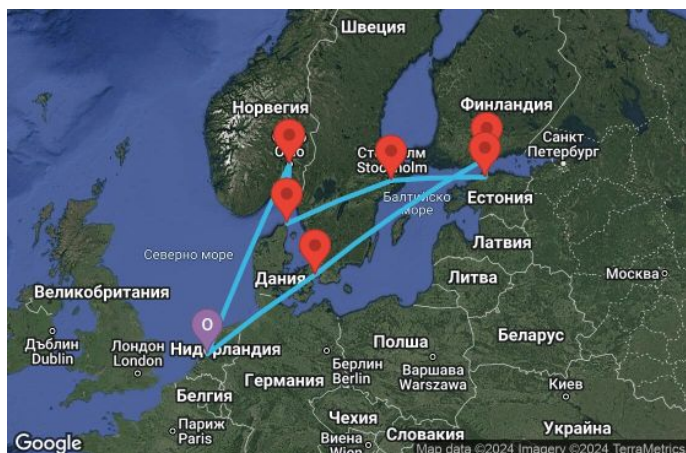 Швеция
Норвегия
Финландия
Oslo
Стокхолм
Stockholm
Санкт
Петербург
Балтийско
море
Естония
Северно море
Латвия
Дания
Литва
Москва
Великобритания
О
Дъблин
Dublin
Лондон
London
Нидерландия
Полша
Беларус
Берлин
Berlin
Варшава
Warszawa
Германия
Белгия
Киев
Париж
Paris
Чехия
Виена
Wien
Словакия
Украйна
Google
Map data ©2024 Imagery ©2024 TerraMetrics